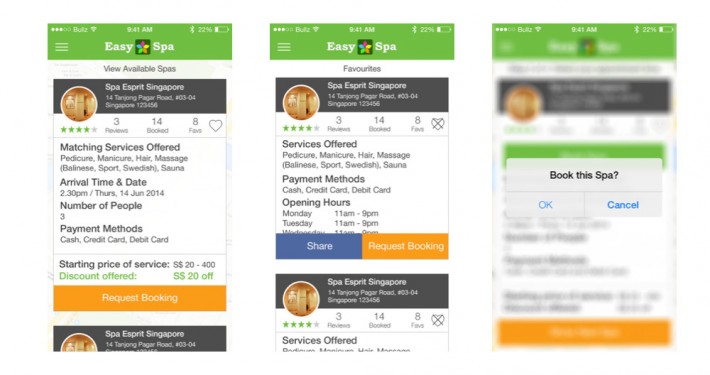 Bulz 9:41 AM 22%
Easy Spa
View Available Spas
Spa Esprit Singapore
14 Tanjong Pagar Road, #03-04
Singapore 123456
3 14 8
Reviews Booked Favs
Matching Services Offered
Pedicure, Manicure, Hair, Massage
(Balinese, Sport, Swedish), Sauna
Arrival Time & Date
2.30pm / Thurs, 14 Jun 2014
Number of People
3
Payment Methods
Cash, Credit Card, Debit Card
Starting price of service: S$ 20 - 400
Discount offered: S$ 20 off
Request Booking
Spa Esprit Singapore
14 Tanjong Pagar Road, #03-04
Singapore 123456
Bulz 9:41 AM 22%
Easy Spa
Favourites
Spa Esprit Singapore
14 Tanjong Pagar Road, #03-04
Singapore 123456
3 14 8
Reviews Booked Favs
Services Offered
Pedicure, Manicure, Hair, Massage
(Balinese, Sport, Swedish), Sauna
Payment Methods
Cash, Credit Card, Debit Card
Opening Hours
Monday 11am - 9pm
Tuesday 11am - 9pm
Wednesday 11am - 9pm
Share Request Booking
Spa Esprit Singapore
14 Tanjong Pagar Road, #03-04
Singapore 123456
3 14 8
Reviews Booked Favs
Services Offered
Pedicure, Manicure, Hair, Massage
Bulz 9:41 AM 22%
Book this Spa?
OK Cancel